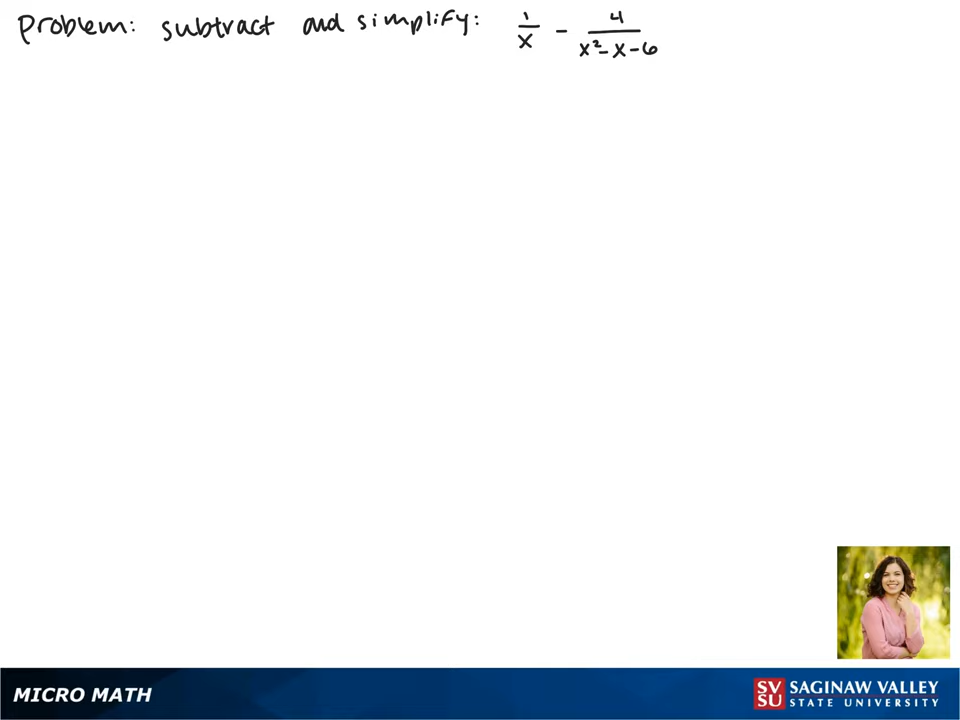 Problem: subtract and simplify: 1/x - 4/(x²-x-6)
MICRO MATH
SVSU SAGINAW VALLEY
STATE UNIVERSITY